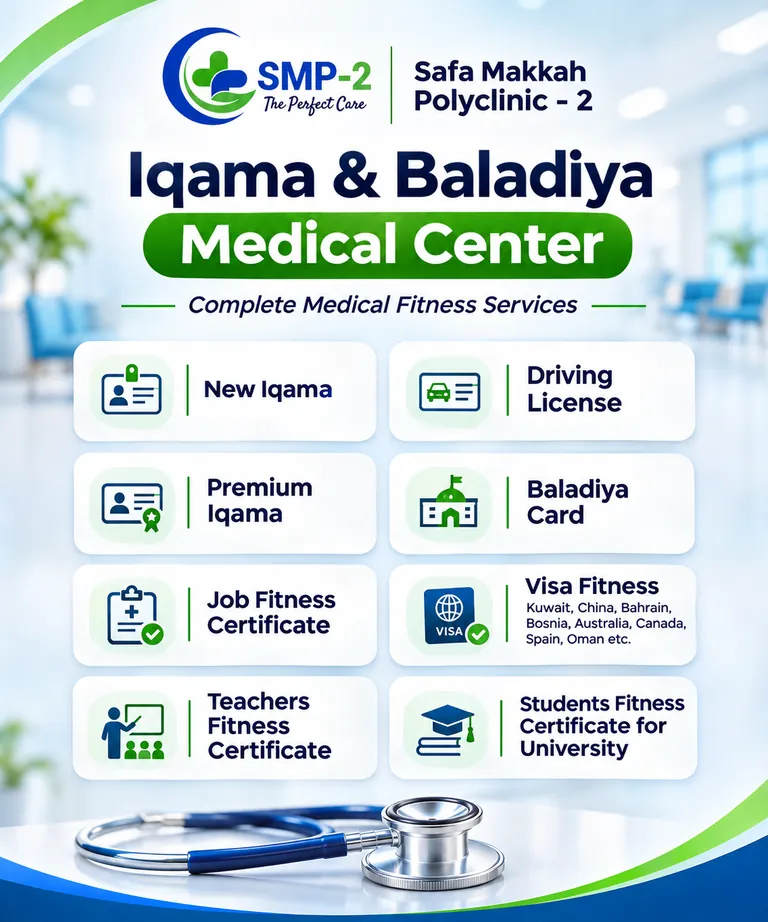 SMP-2
The Perfect Care
Safa Makkah
Polyclinic - 2
Iqama & Baladiya
Medical Center
Complete Medical Fitness Services
New Iqama
Driving
License
Premium
Iqama
Baladiya
Card
Job Fitness
Certificate
VISA
Visa Fitness
Kuwait, China, Bahrain,
Bosnia, Australia, Canada,
Spain, Oman etc.
Teachers
Fitness
Certificate
Students Fitness
Certificate for
University